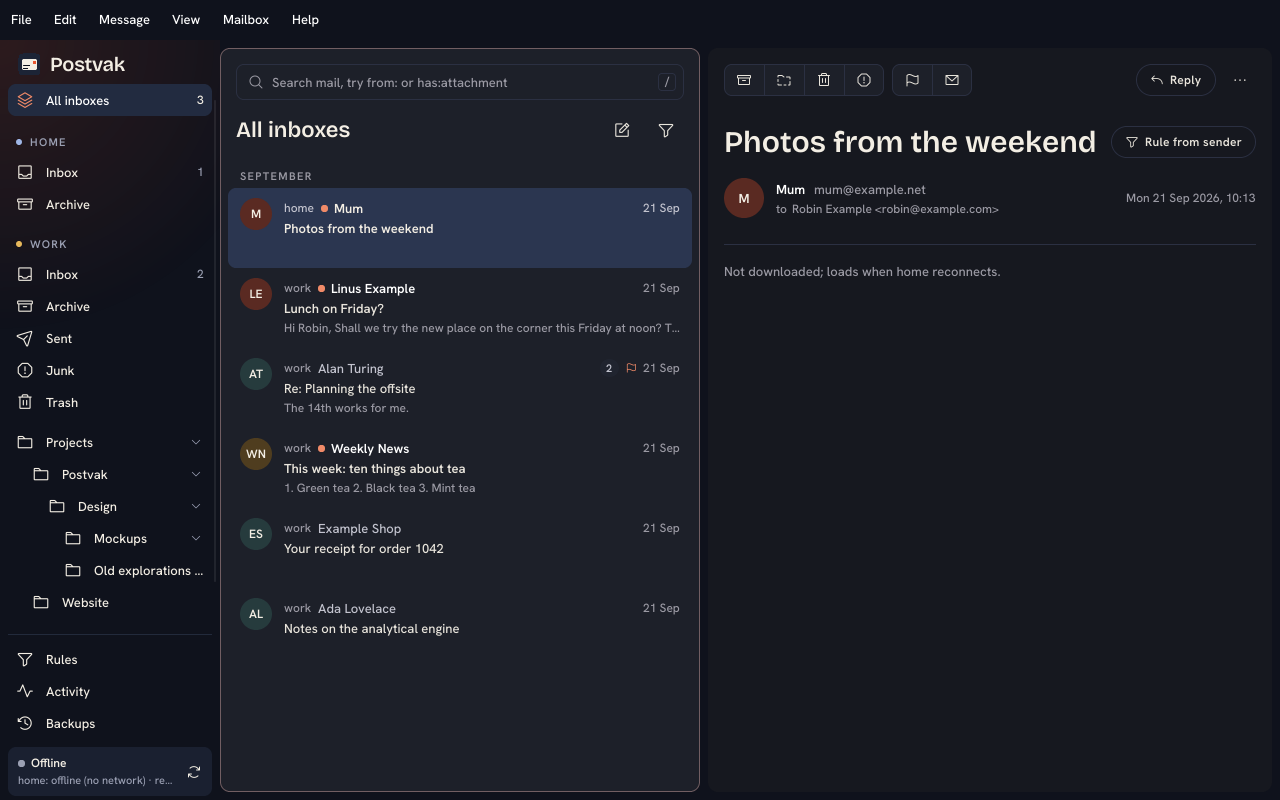 File Edit Message View Mailbox Help
Postvak
All inboxes 3
HOME
Inbox 1
Archive
WORK
Inbox 2
Archive
Sent
Junk
Trash
Projects
Postvak
Design
Mockups
Old explorations ...
Website
Rules
Activity
Backups
Offline
home: offline (no network) · re...
Search mail, try from: or has:attachment /
All inboxes
SEPTEMBER
M home Mum 21 Sep
Photos from the weekend
LE work Linus Example 21 Sep
Lunch on Friday?
Hi Robin, Shall we try the new place on the corner this Friday at noon? T...
AT work Alan Turing 2 21 Sep
Re: Planning the offsite
The 14th works for me.
WN work Weekly News 21 Sep
This week: ten things about tea
1. Green tea 2. Black tea 3. Mint tea
ES work Example Shop 21 Sep
Your receipt for order 1042
AL work Ada Lovelace 21 Sep
Notes on the analytical engine
Reply
Photos from the weekend
Rule from sender
M Mum mum@example.net
to Robin Example <robin@example.com>
Mon 21 Sep 2026, 10:13
Not downloaded; loads when home reconnects.